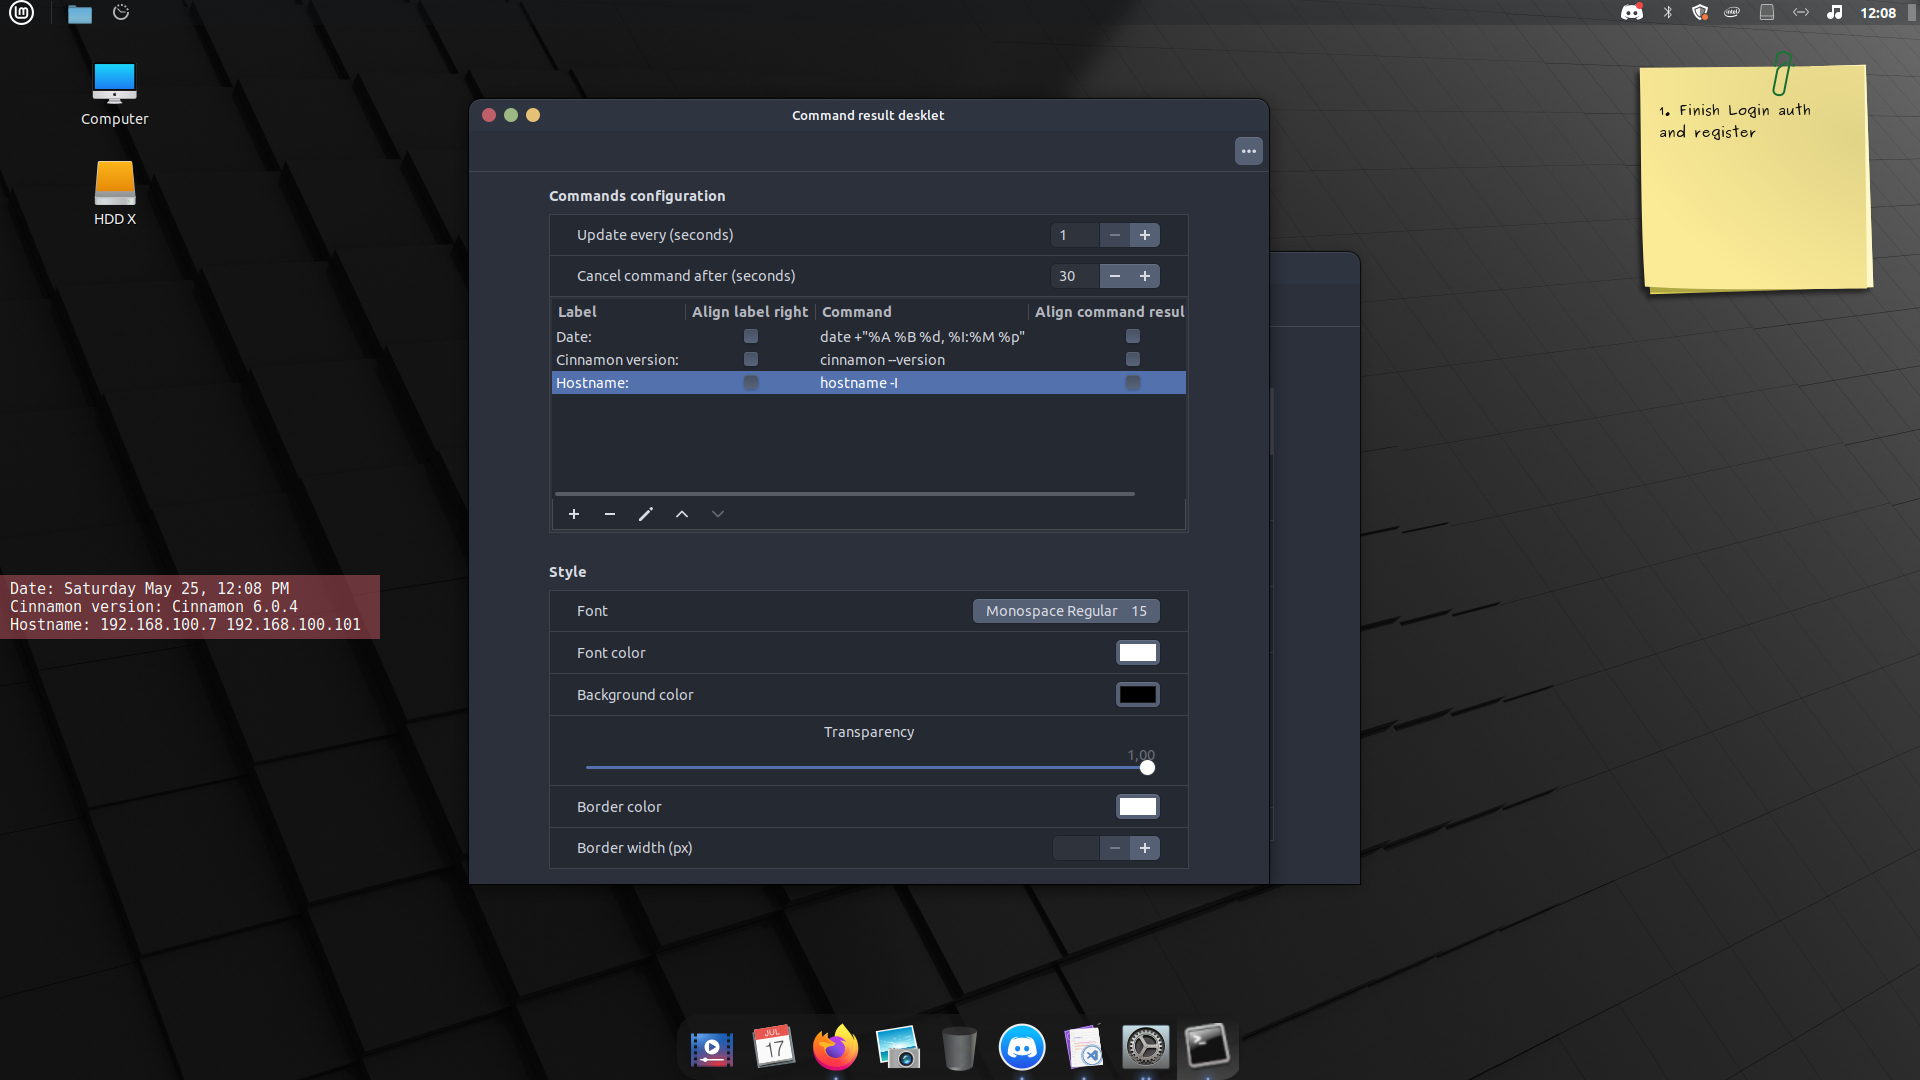 12:08
Computer
HDD X
1. Finish Login auth
and register
Command result desklet
Commands configuration
Update every (seconds) 1
Cancel command after (seconds) 30
Label Align label right Command Align command resul
Date: date +"%A %B %d, %I:%M %p"
Cinnamon version: cinnamon --version
Hostname: hostname -I
Style
Font Monospace Regular 15
Font color
Background color
Transparency
1,00
Border color
Border width (px)
Date: Saturday May 25, 12:08 PM
Cinnamon version: Cinnamon 6.0.4
Hostname: 192.168.100.7 192.168.100.101
JUL
17